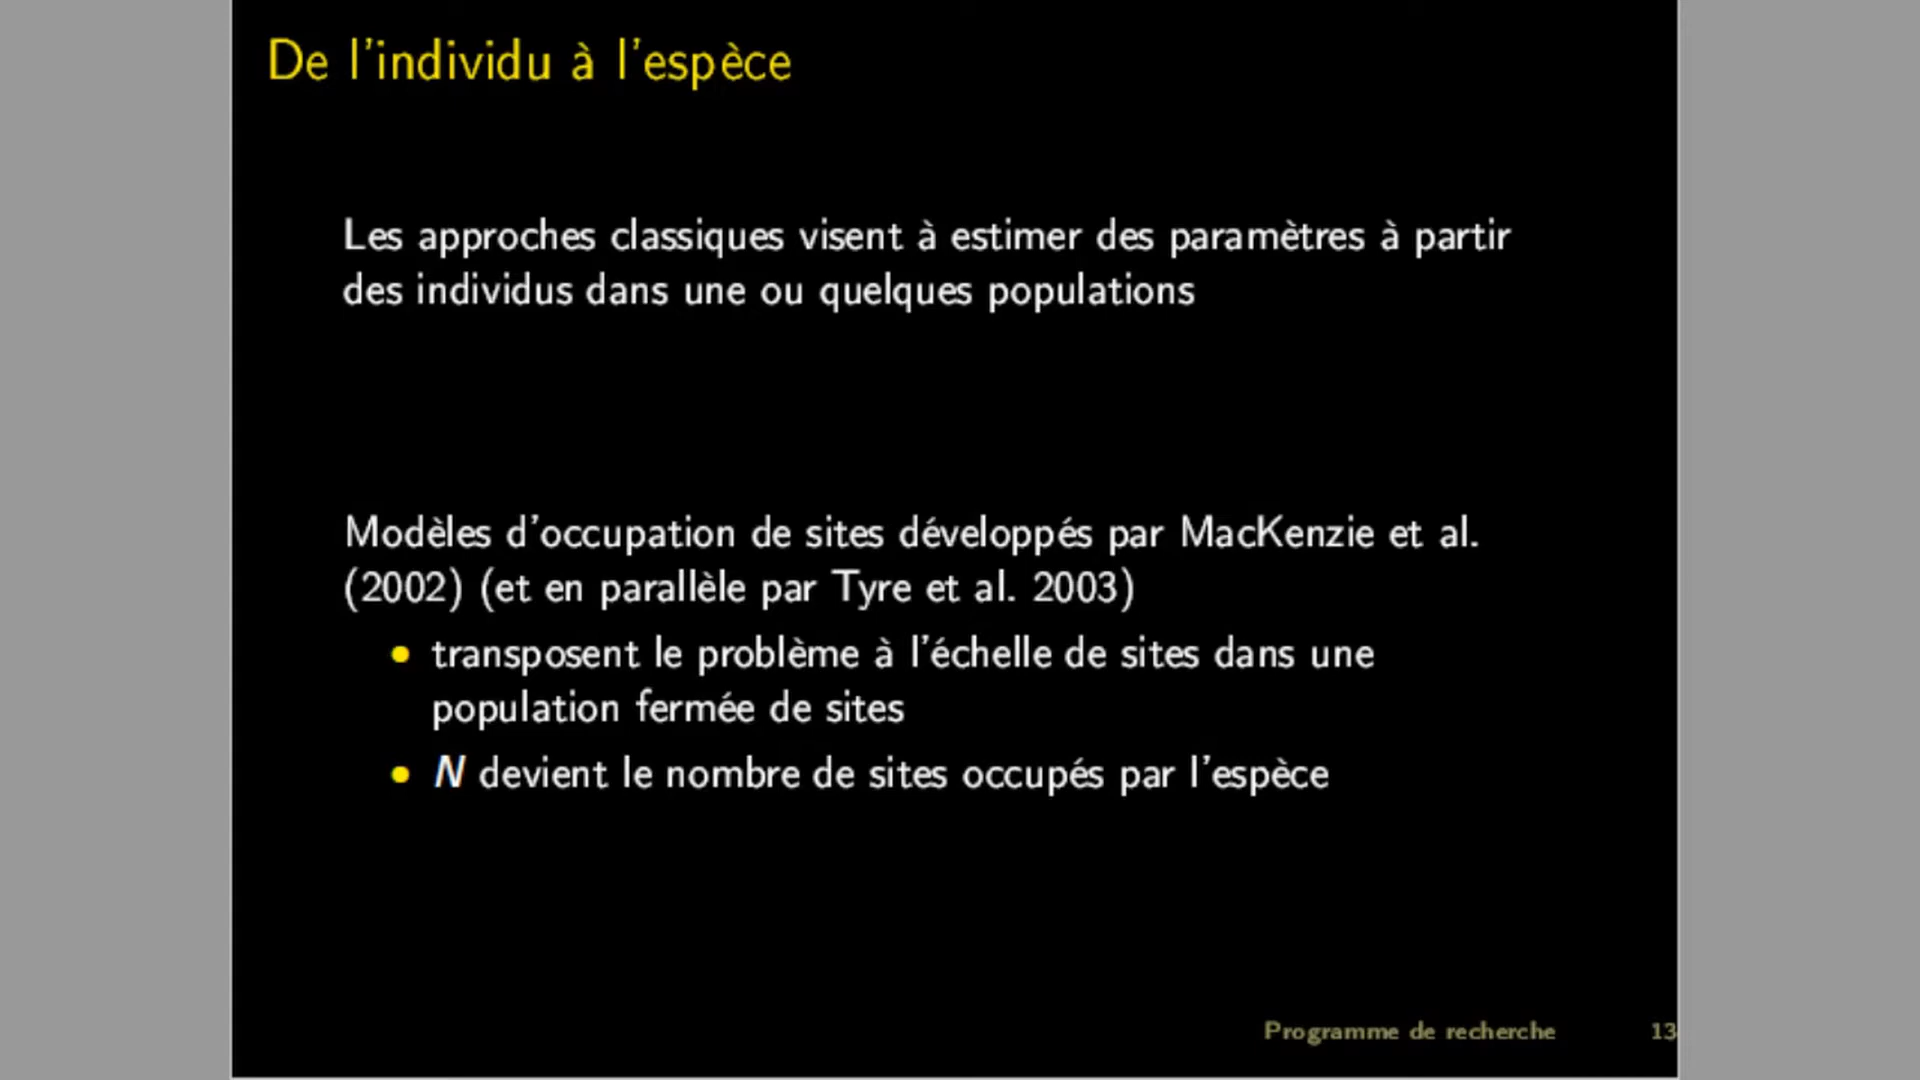 De l'individu à l'espèce
Les approches classiques visent à estimer des paramètres à partir
des individus dans une ou quelques populations
Modèles d'occupation de sites développés par MacKenzie et al.
(2002) (et en parallèle par Tyre et al. 2003)
• transposent le problème à l'échelle de sites dans une
population fermée de sites
• N devient le nombre de sites occupés par l'espèce
Programme de recherche 13